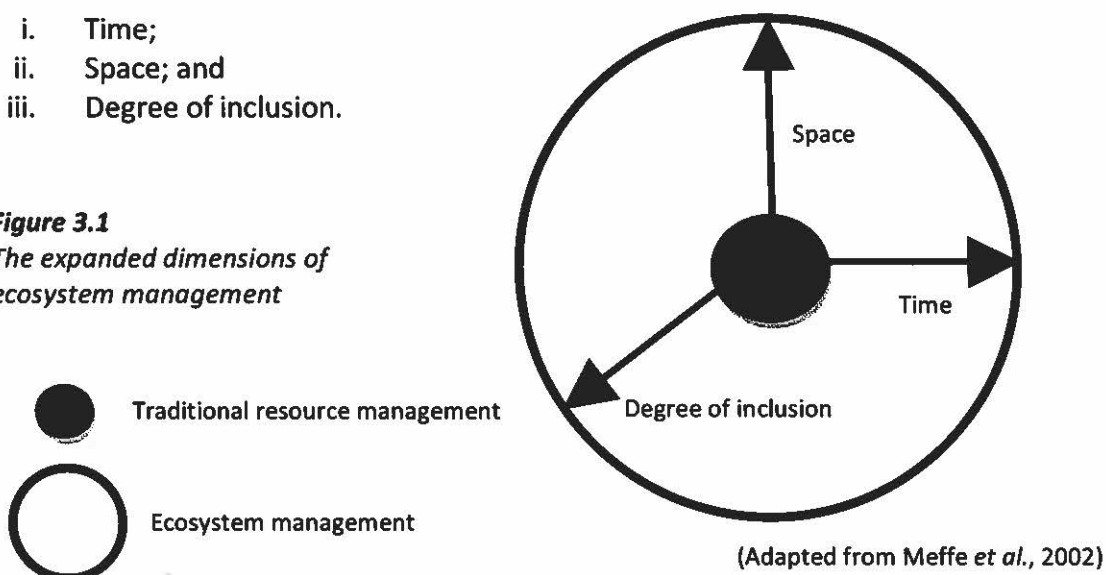 i. Time;
ii. Space; and
iii. Degree of inclusion.
Figure 3.1
The expanded dimensions of
ecosystem management
Space
Time
Degree of inclusion
Traditional resource management
Ecosystem management
(Adapted from Meffe et al., 2002)